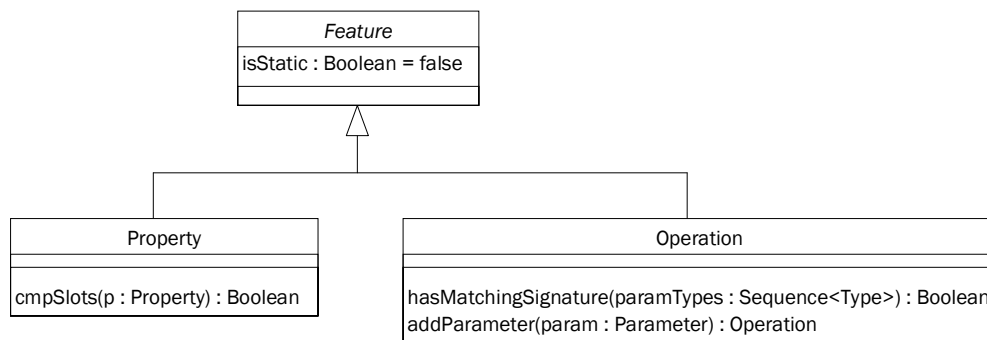 Feature
isStatic : Boolean = false
Property
cmpSlots(p : Property) : Boolean
Operation
hasMatchingSignature(paramTypes : Sequence<Type>) : Boolean
addParameter(param : Parameter) : Operation